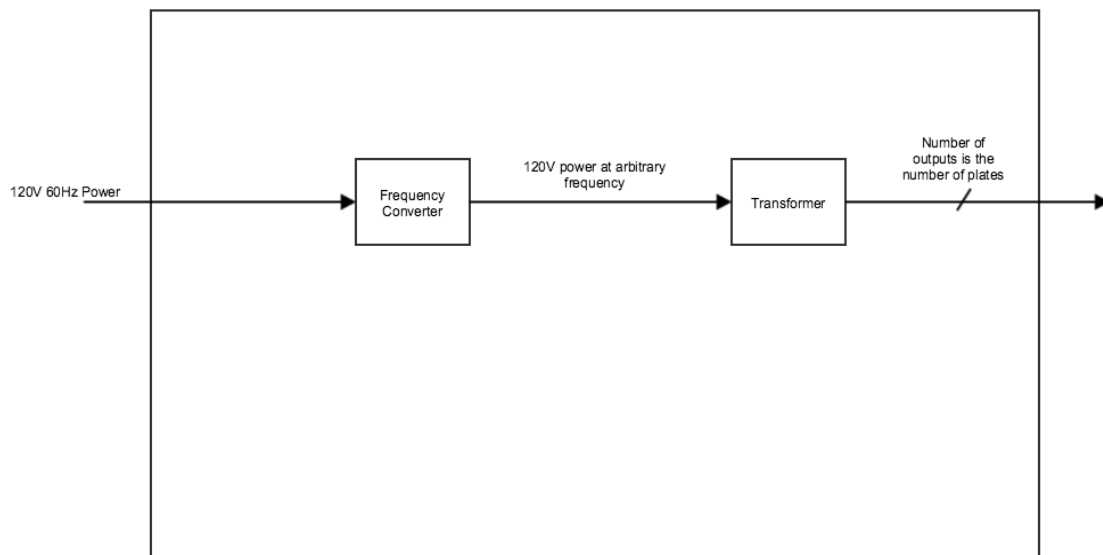 120V 60Hz Power
Frequency
Converter
120V power at arbitrary
frequency
Transformer
Number of
outputs is the
number of plates